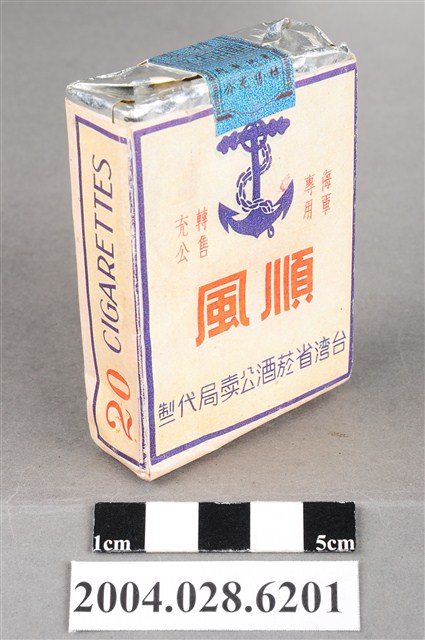 海軍
專用
轉售
充公
順風
台湾省菸酒公卖局代製
20 CIGARETTES
1cm 5cm
2004.028.6201